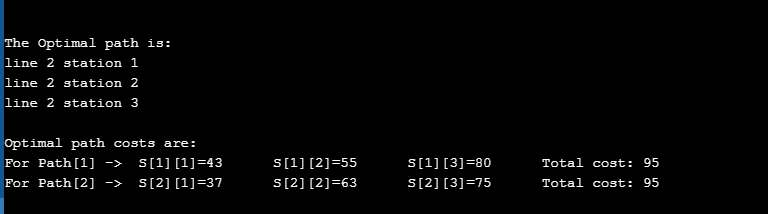 The Optimal path is:
line 2 station 1
line 2 station 2
line 2 station 3
Optimal path costs are:
For Path[1] -> S[1][1]=43 S[1][2]=55 S[1][3]=80 Total cost: 95
For Path[2] -> S[2][1]=37 S[2][2]=63 S[2][3]=75 Total cost: 95